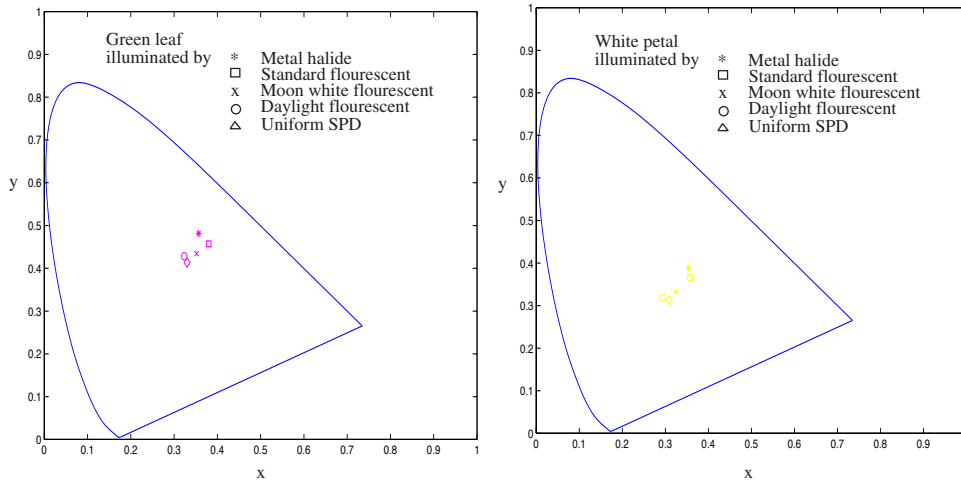 Green leaf
illuminated by
Metal halide
Standard flourescent
Moon white flourescent
Daylight flourescent
Uniform SPD
1
0.9
0.8
0.7
0.6
0.5
0.4
0.3
0.2
0.1
0
y
0 0.1 0.2 0.3 0.4 0.5 0.6 0.7 0.8 0.9 1
x
White petal
illuminated by
Metal halide
Standard flourescent
Moon white flourescent
Daylight flourescent
Uniform SPD
1
0.9
0.8
0.7
0.6
0.5
0.4
0.3
0.2
0.1
0
y
0 0.1 0.2 0.3 0.4 0.5 0.6 0.7 0.8 0.9
x